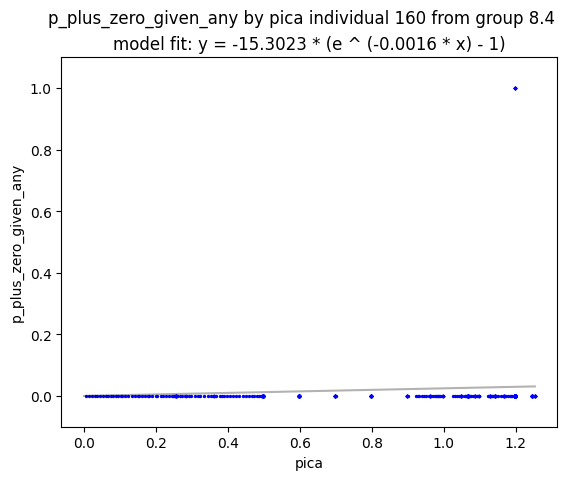 p_plus_zero_given_any by pica individual 160 from group 8.4
model fit: y = -15.3023 * (e ^ (-0.0016 * x) - 1)
1.0
0.8
0.6
0.4
0.2
0.0
p_plus_zero_given_any
0.0 0.2 0.4 0.6 0.8 1.0 1.2
pica